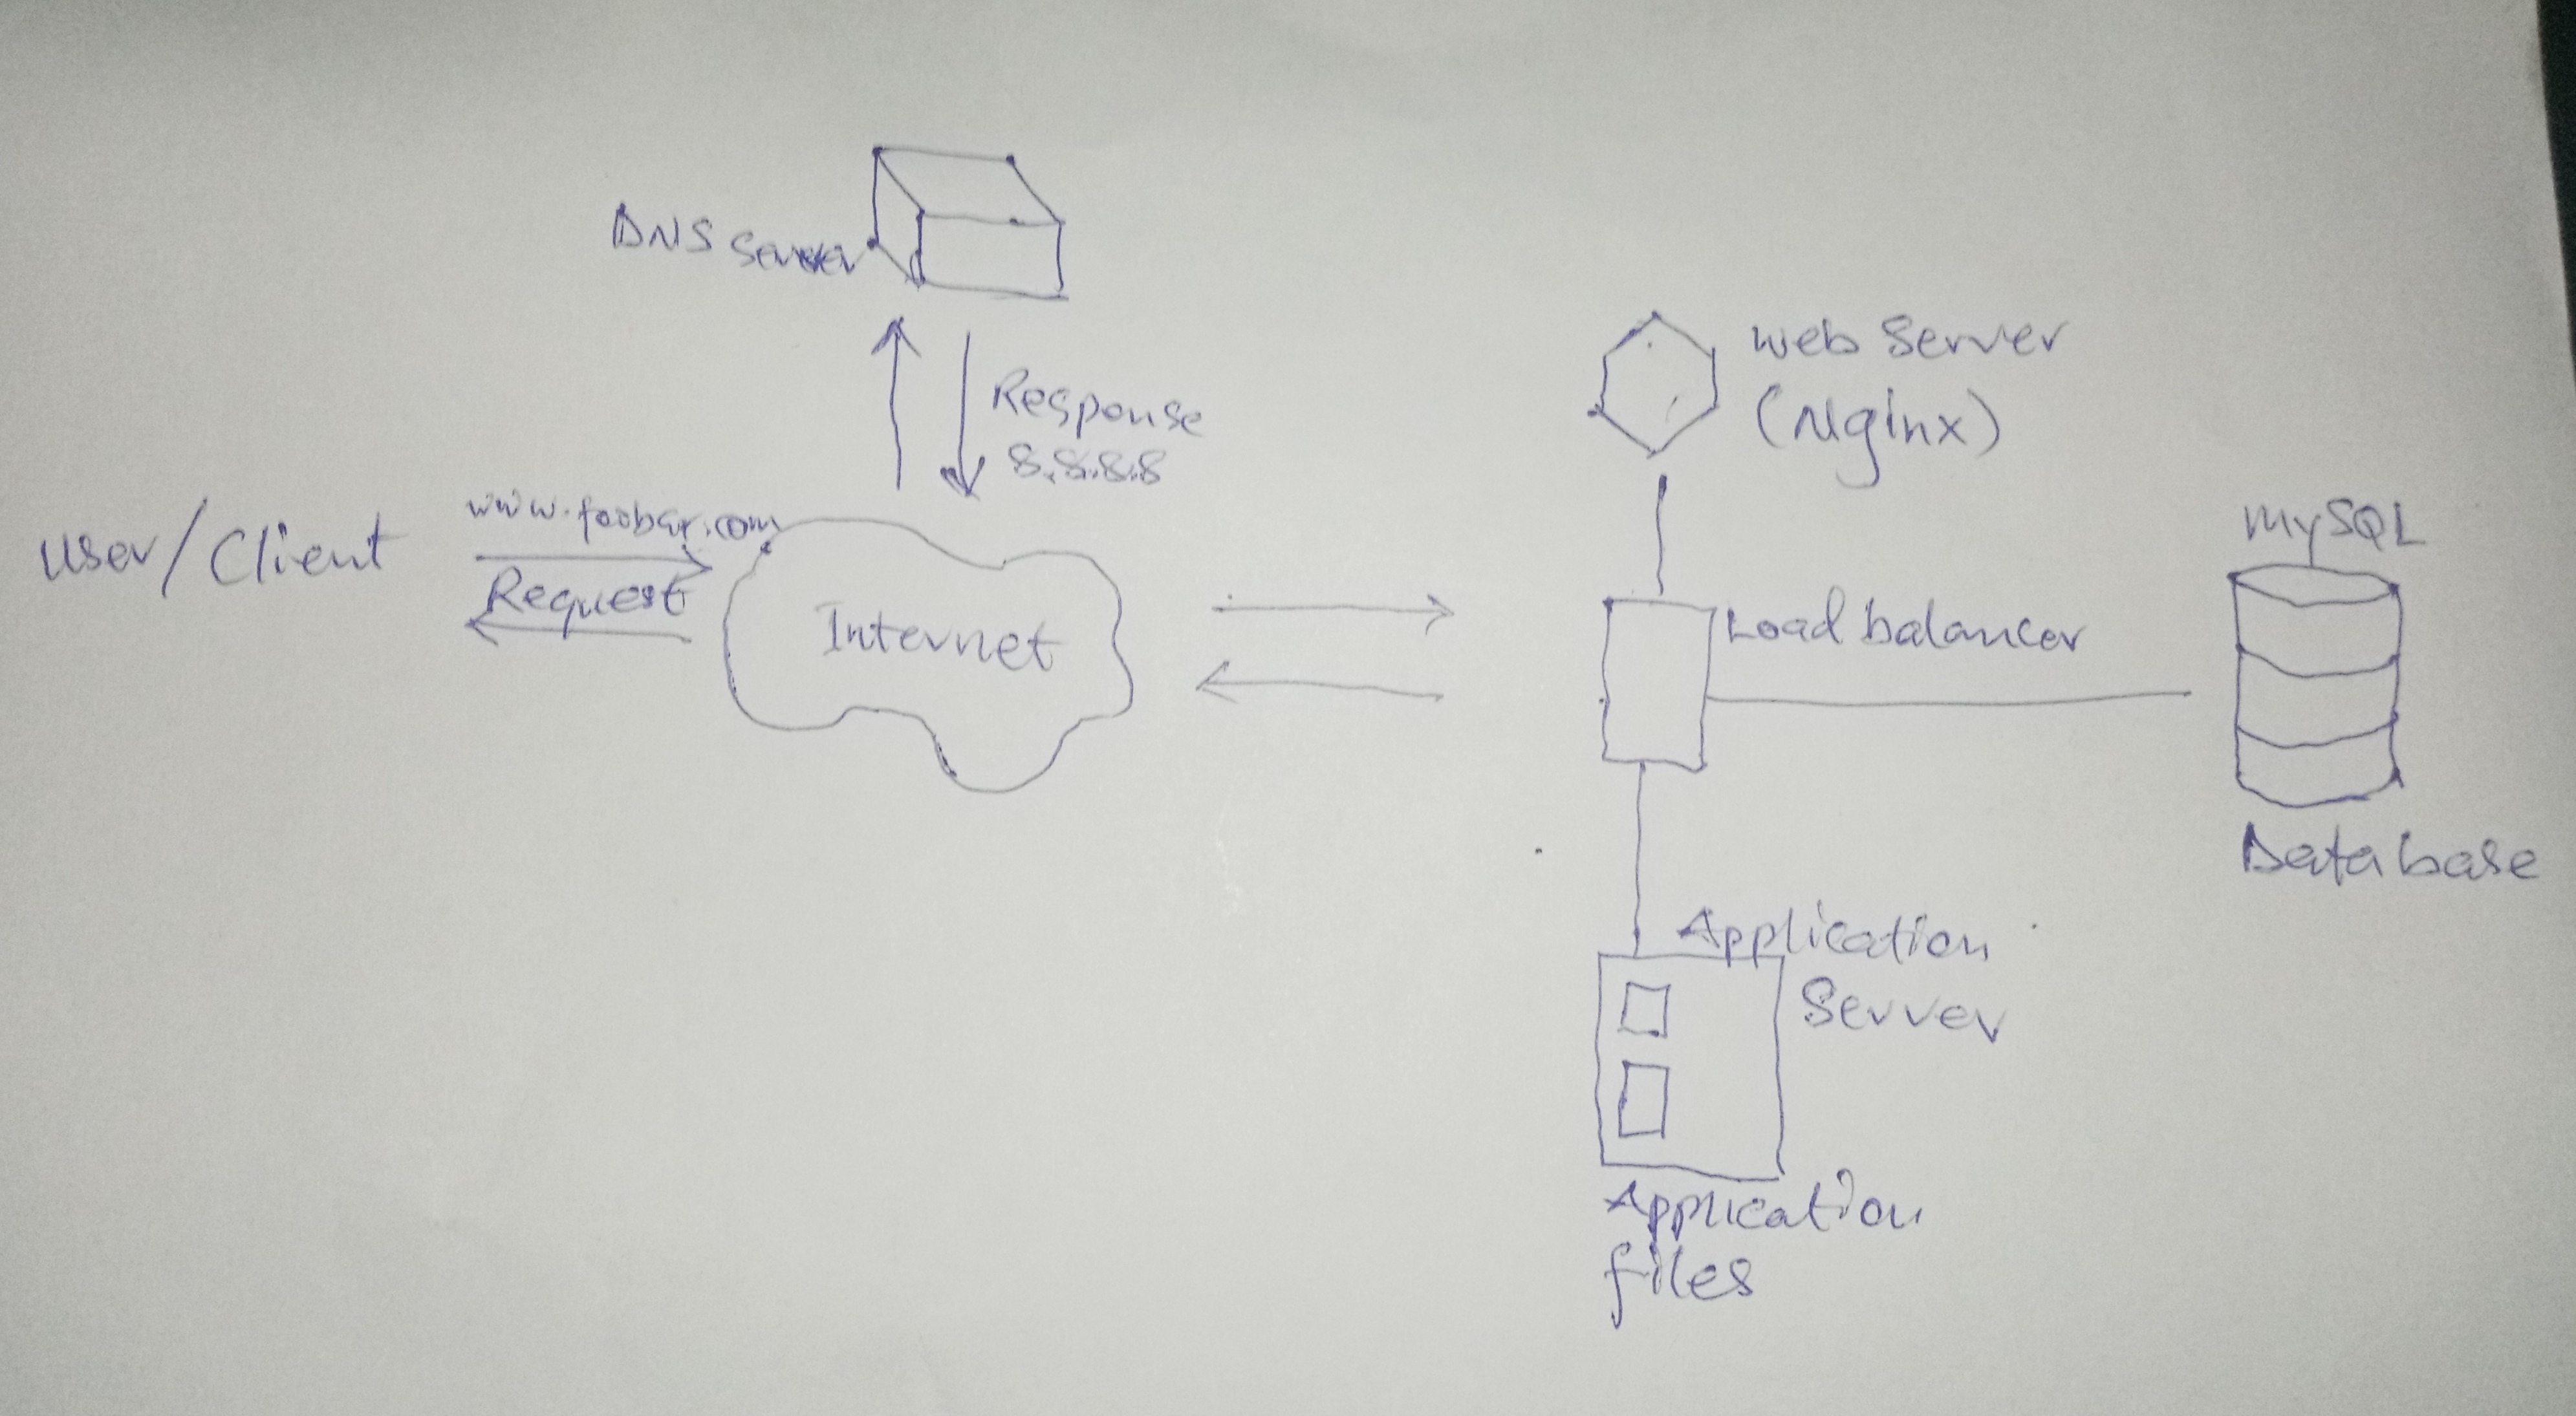 DNS Server
Response
8.8.8.8
User/Client
www.foobar.com
Request
Internet
Web Server
(Nginx)
Load balancer
MySQL
Database
Application
Server
Application
files